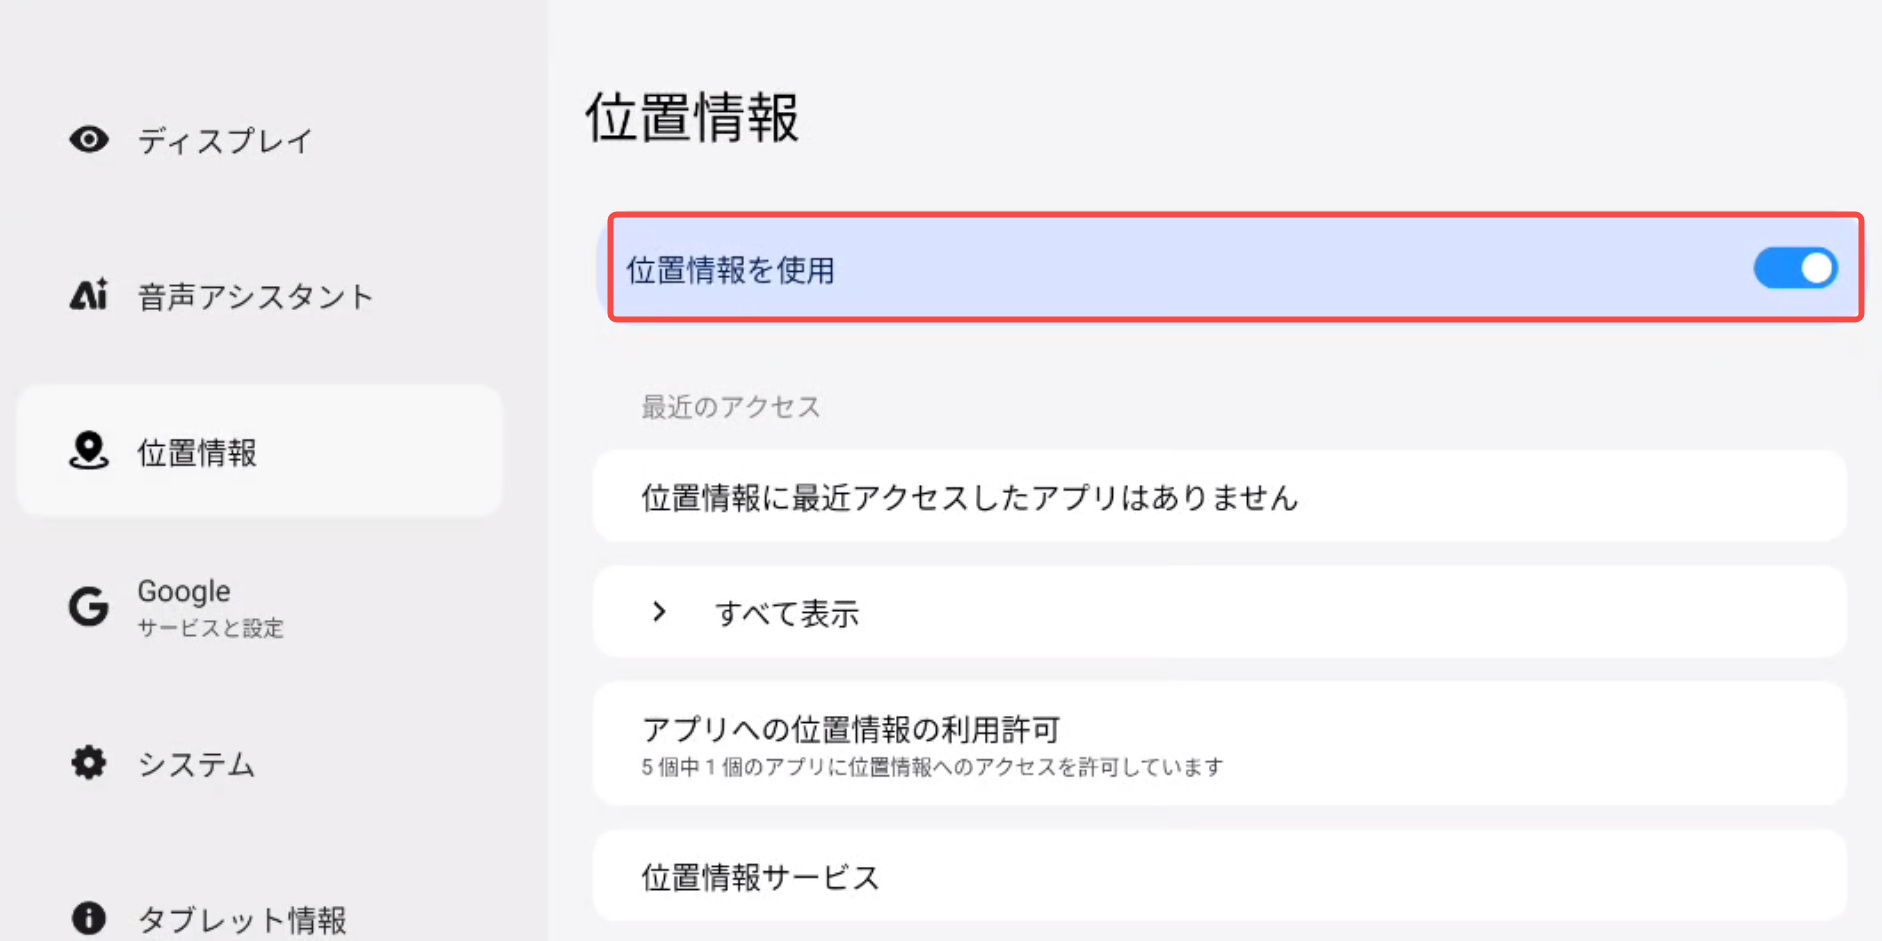 ディスプレイ
音声アシスタント
位置情報
Google
サービスと設定
システム
タブレット情報
位置情報
位置情報を使用
最近のアクセス
位置情報に最近アクセスしたアプリはありません
すべて表示
アプリへの位置情報の利用許可
5 個中 1 個のアプリに位置情報へのアクセスを許可しています
位置情報サービス